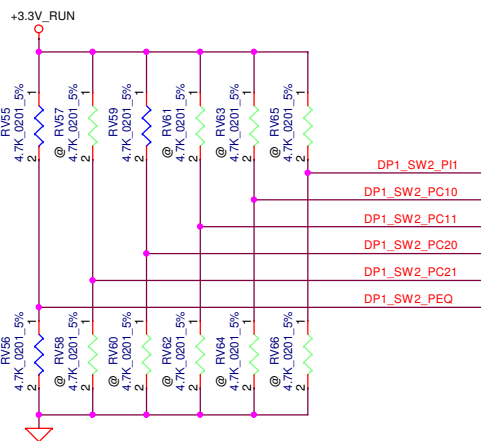 +3.3V_RUN
1
RV55
4.7K_0201_5%
2
1
@ RV57
4.7K_0201_5%
2
1
RV59
4.7K_0201_5%
2
1
@ RV61
4.7K_0201_5%
2
1
@ RV63
4.7K_0201_5%
2
1
@ RV65
4.7K_0201_5%
2
DP1_SW2_PI1
DP1_SW2_PC10
DP1_SW2_PC11
DP1_SW2_PC20
DP1_SW2_PC21
DP1_SW2_PEQ
1
RV56
4.7K_0201_5%
2
1
@ RV58
4.7K_0201_5%
2
1
@ RV60
4.7K_0201_5%
2
1
@ RV62
4.7K_0201_5%
2
1
@ RV64
4.7K_0201_5%
2
1
@ RV66
4.7K_0201_5%
2